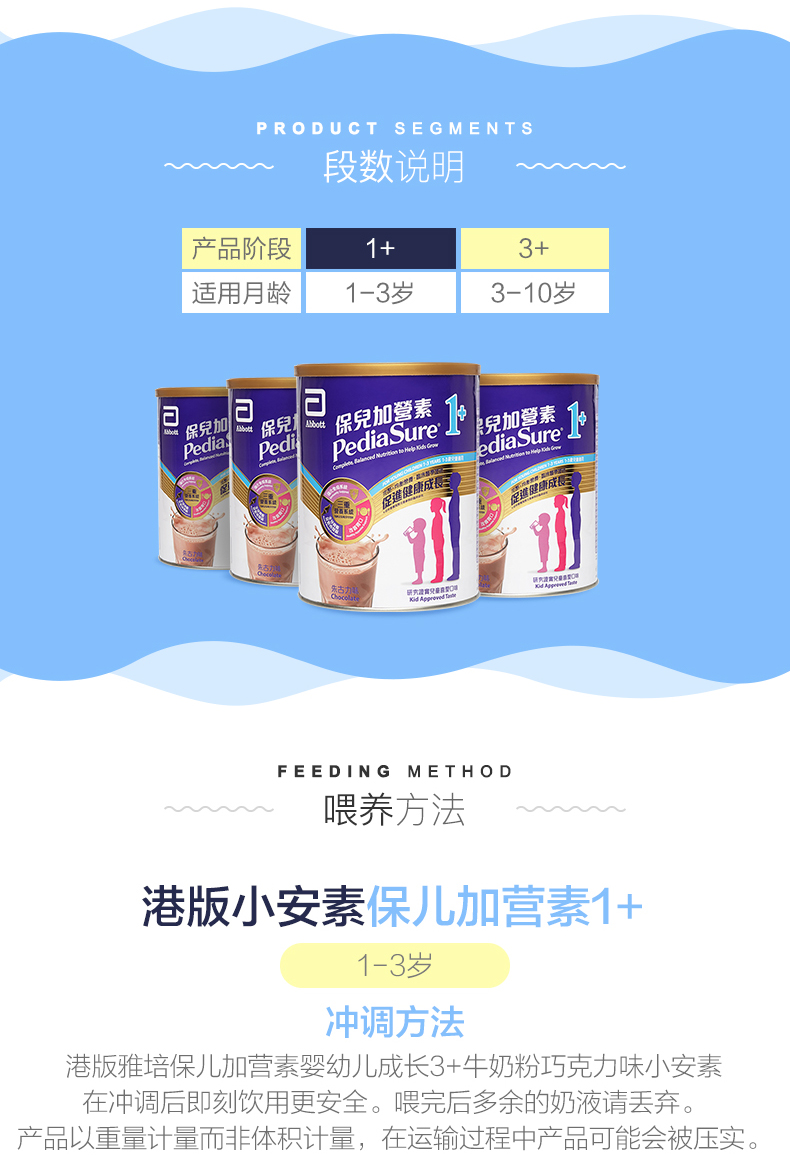 PRODUCT SEGMENTS
段数说明
产品阶段 1+ 3+
适用月龄 1-3岁 3-10岁
Abbott
保兒加營素 1+
PediaSure
Complete, Balanced Nutrition to Help Kids Grow
促進健康成長
朱古力味
Chocolate
Kid Approved Taste
FEEDING METHOD
喂养方法
港版小安素保儿加营素1+
1-3岁
冲调方法
港版雅培保儿加营素婴幼儿成长3+牛奶粉巧克力味小安素
在冲调后即刻饮用更安全。喂完后多余的奶液请丢弃。
产品以重量计量而非体积计量，在运输过程中产品可能会被压实。